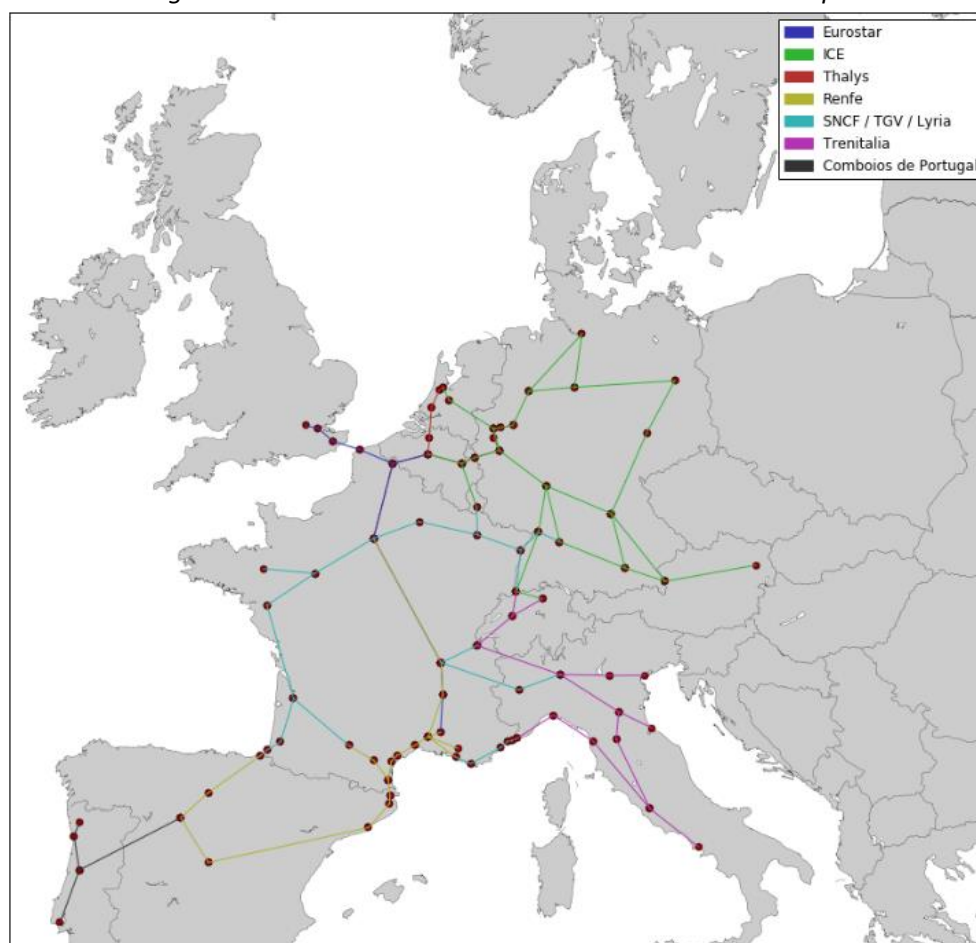 Eurostar
ICE
Thalys
Renfe
SNCF / TGV / Lyria
Trenitalia
Comboios de Portugal